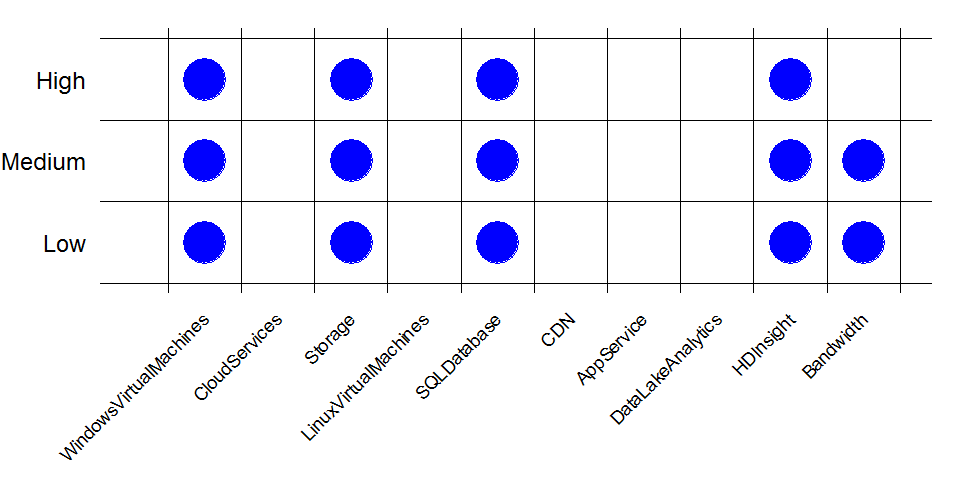 High
Medium
Low
WindowsVirtualMachines
CloudServices
Storage
LinuxVirtualMachines
SQLDatabase
CDN
AppService
DataLakeAnalytics
HDInsight
Bandwidth